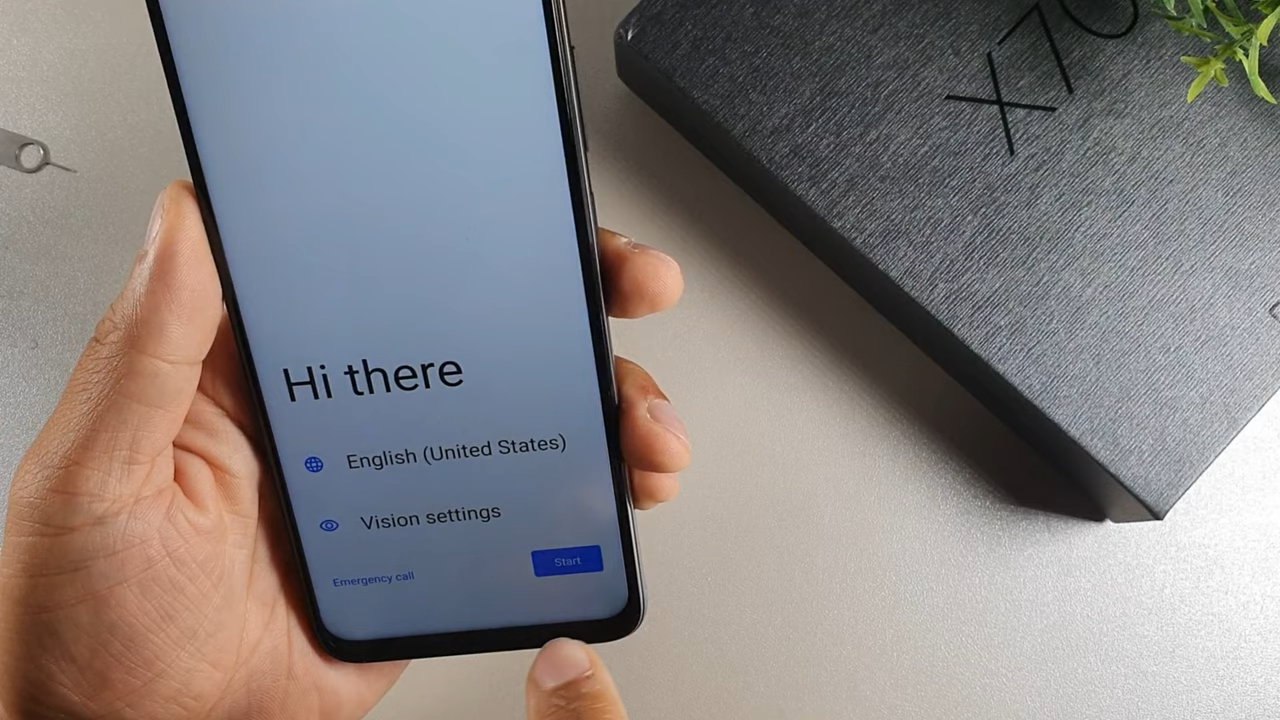 X70
Hi there
English (United States)
Vision settings
Start
Emergency call